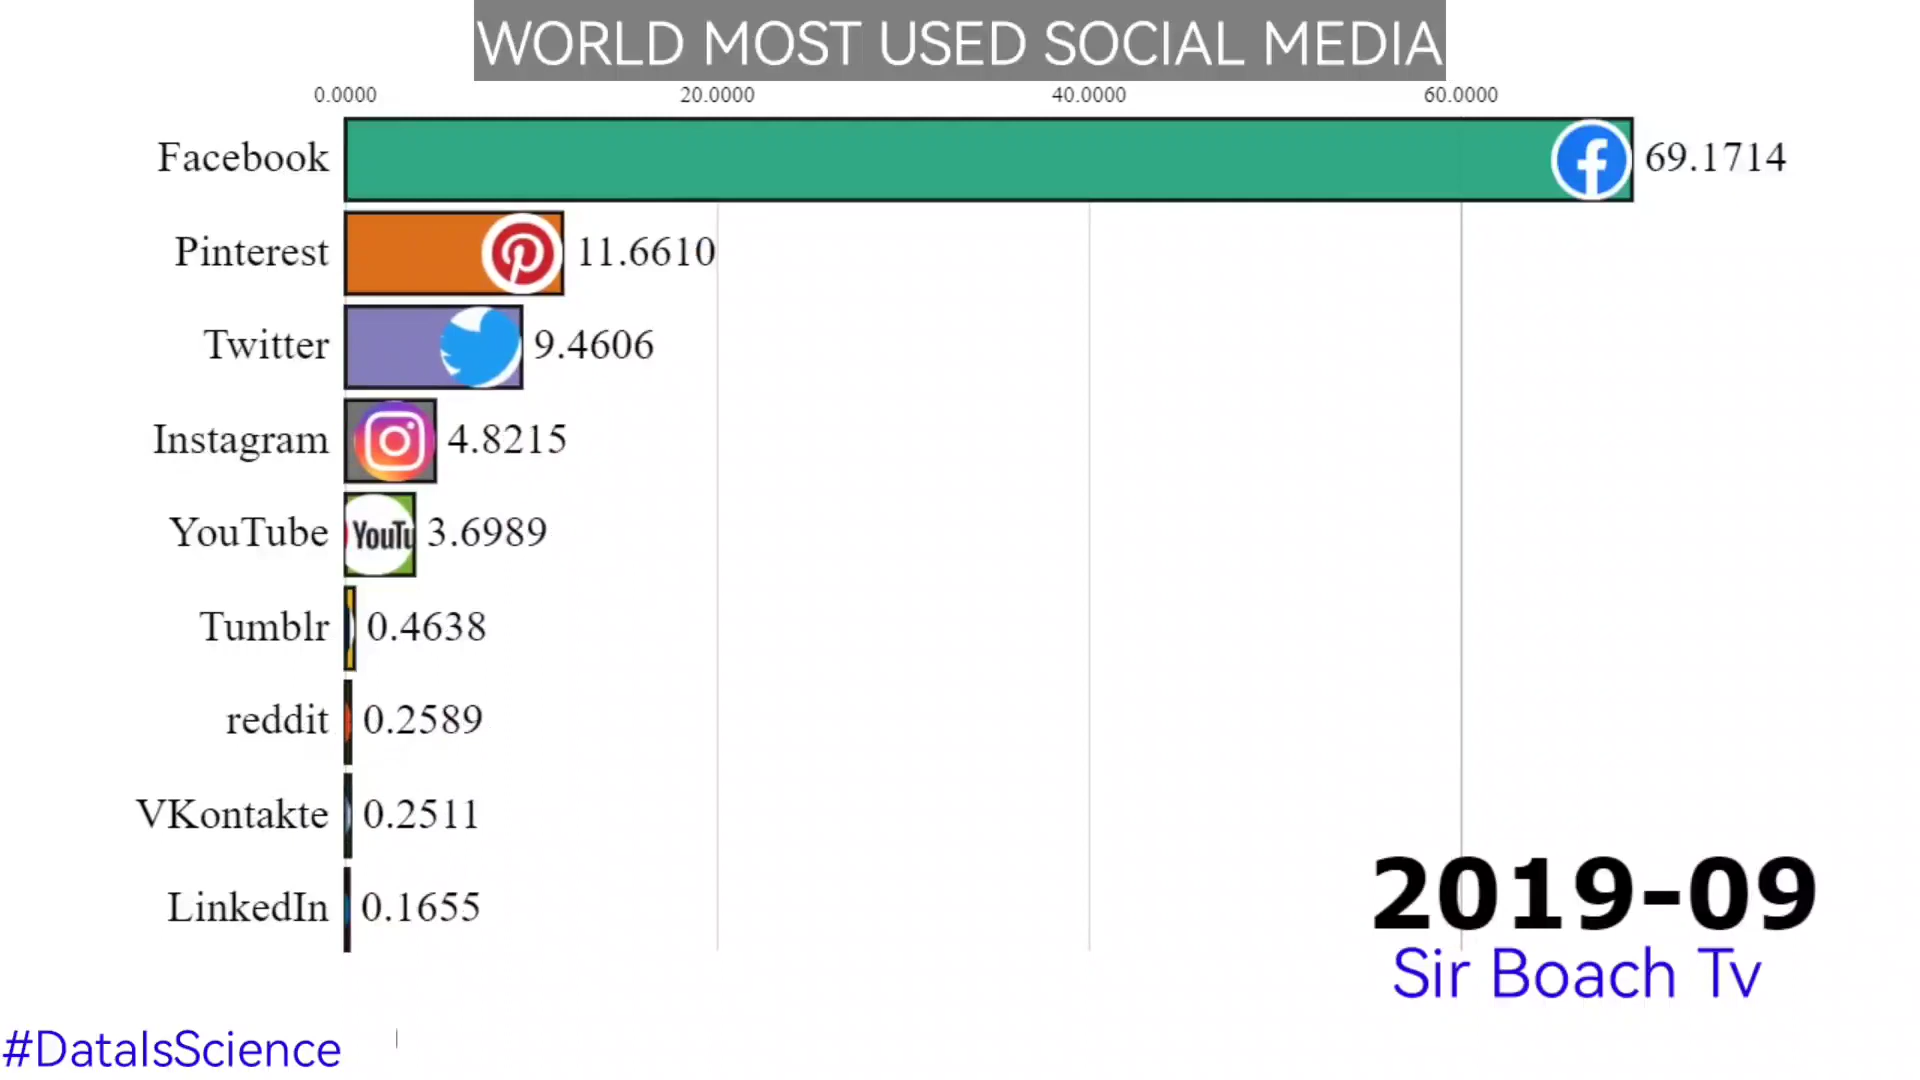 WORLD MOST USED SOCIAL MEDIA
0.0000 20.0000 40.0000 60.0000
Facebook 69.1714
Pinterest 11.6610
Twitter 9.4606
Instagram 4.8215
YouTube YouTu 3.6989
Tumblr 0.4638
reddit 0.2589
VKontakte 0.2511
LinkedIn 0.1655
2019-09
Sir Boach Tv
#DataIsScience